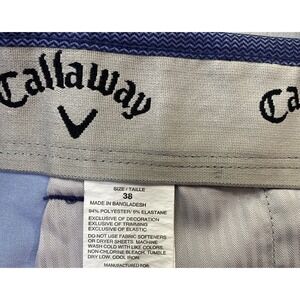 Callaway
Ca
SIZE / TAILLE
38
MADE IN BANGLADESH
94% POLYESTER/ 6% ELASTANE
EXCLUSIVE OF DECORATION
EXCLUSIVE OF TRIMMING
EXCLUSIVE OF ELASTIC
DO NOT USE FABRIC SOFTENERS
OR DRYER SHEETS. MACHINE
WASH COLD WITH LIKE COLORS.
NON-CHLORINE BLEACH, TUMBLE
DRY LOW, COOL IRON.
MANUFACTURED FOR